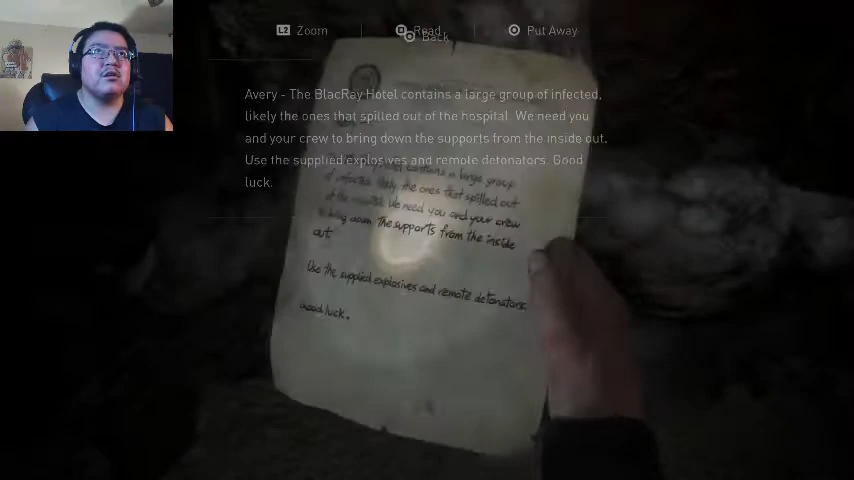 L2 Zoom
Read
Back
Put Away
Avery - The BlacRay Hotel contains a large group of infected,
likely the ones that spilled out of the hospital. We need you
and your crew to bring down the supports from the inside out.
Use the supplied explosives and remote detonators. Good
luck.
contains a large group
of infected, likely the ones that spilled out
of the hospital. We need you and your crew
to bring down the supports from the inside
out.
Use the supplied explosives and remote detonators.
Good luck.